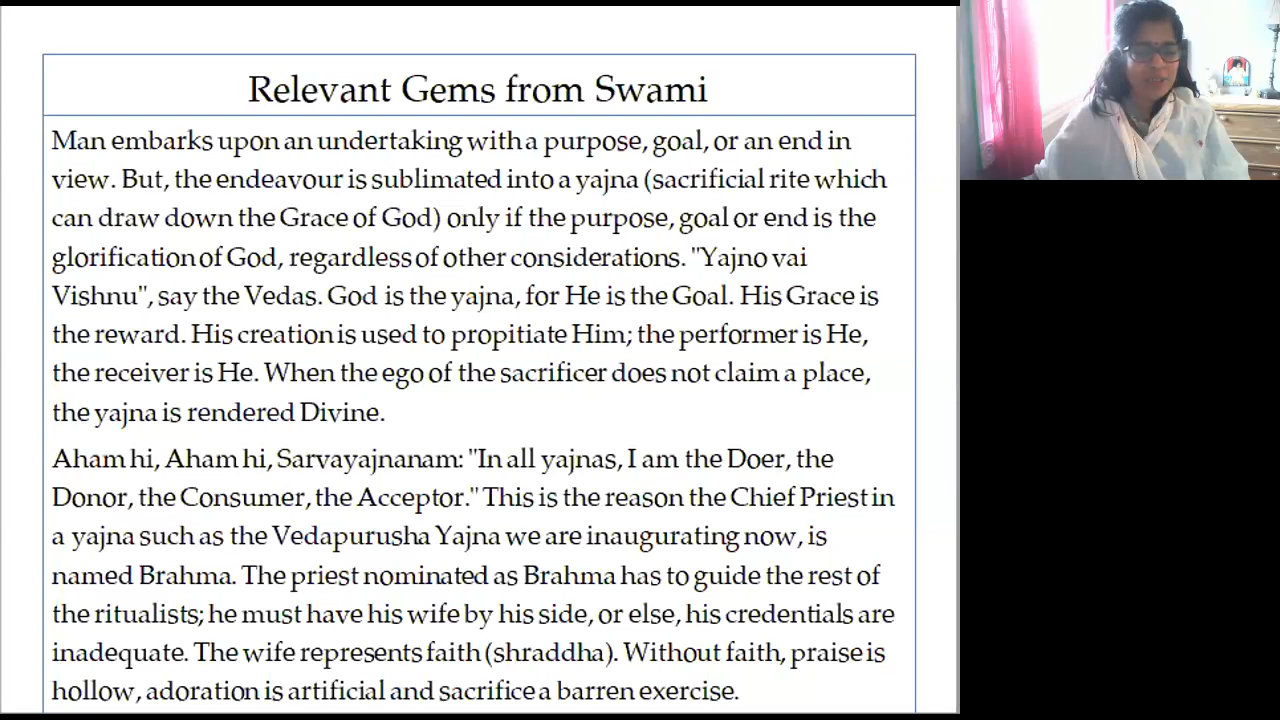 Relevant Gems from Swami
Man embarks upon an undertaking with a purpose, goal, or an end in
view. But, the endeavour is sublimated into a yajna (sacrificial rite which
can draw down the Grace of God) only if the purpose, goal or end is the
glorification of God, regardless of other considerations. "Yajno vai
Vishnu", say the Vedas. God is the yajna, for He is the Goal. His Grace is
the reward. His creation is used to propitiate Him; the performer is He,
the receiver is He. When the ego of the sacrificer does not claim a place,
the yajna is rendered Divine.
Aham hi, Aham hi, Sarvayajnanam: "In all yajnas, I am the Doer, the
Donor, the Consumer, the Acceptor." This is the reason the Chief Priest in
a yajna such as the Vedapurusha Yajna we are inaugurating now, is
named Brahma. The priest nominated as Brahma has to guide the rest of
the ritualists; he must have his wife by his side, or else, his credentials are
inadequate. The wife represents faith (shraddha). Without faith, praise is
hollow, adoration is artificial and sacrifice a barren exercise.